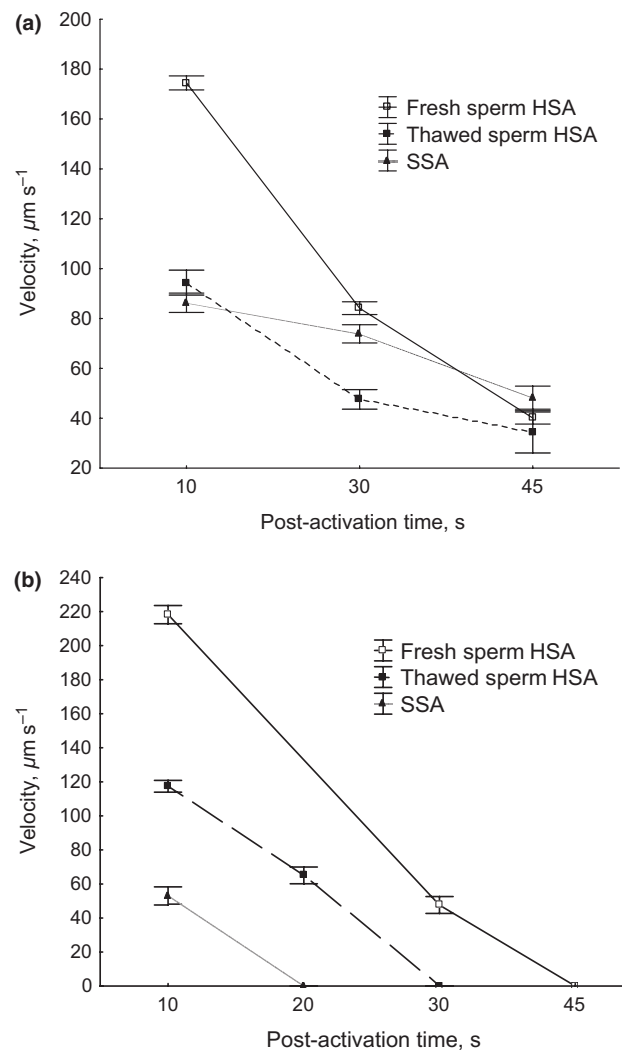 (a)
200
180
160
140
120
100
80
60
40
20
Velocity, µm s⁻¹
Fresh sperm HSA
Thawed sperm HSA
SSA
10 30 45
Post-activation time, s
(b)
240
220
200
180
160
140
120
100
80
60
40
20
0
Velocity, µm s⁻¹
Fresh sperm HSA
Thawed sperm HSA
SSA
10 20 30 45
Post-activation time, s